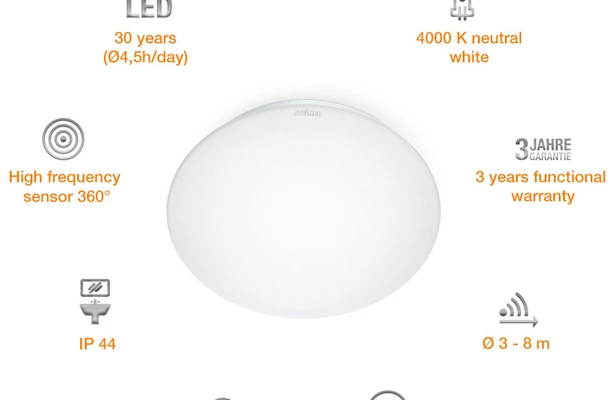 LED
30 years
(Ø4,5h/day)
4000 K neutral
white
High frequency
sensor 360°
3 JAHRE
GARANTIE
3 years functional
warranty
IP 44
Ø 3 - 8 m